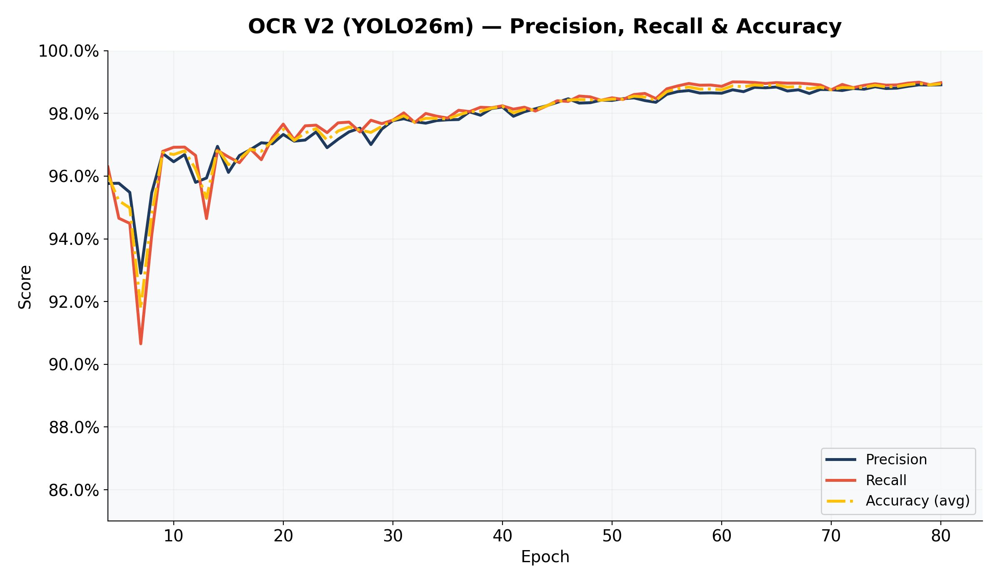 OCR V2 (YOLO26m) — Precision, Recall & Accuracy
100.0%
98.0%
96.0%
94.0%
92.0%
90.0%
88.0%
86.0%
Score
Precision
Recall
Accuracy (avg)
10 20 30 40 50 60 70 80
Epoch